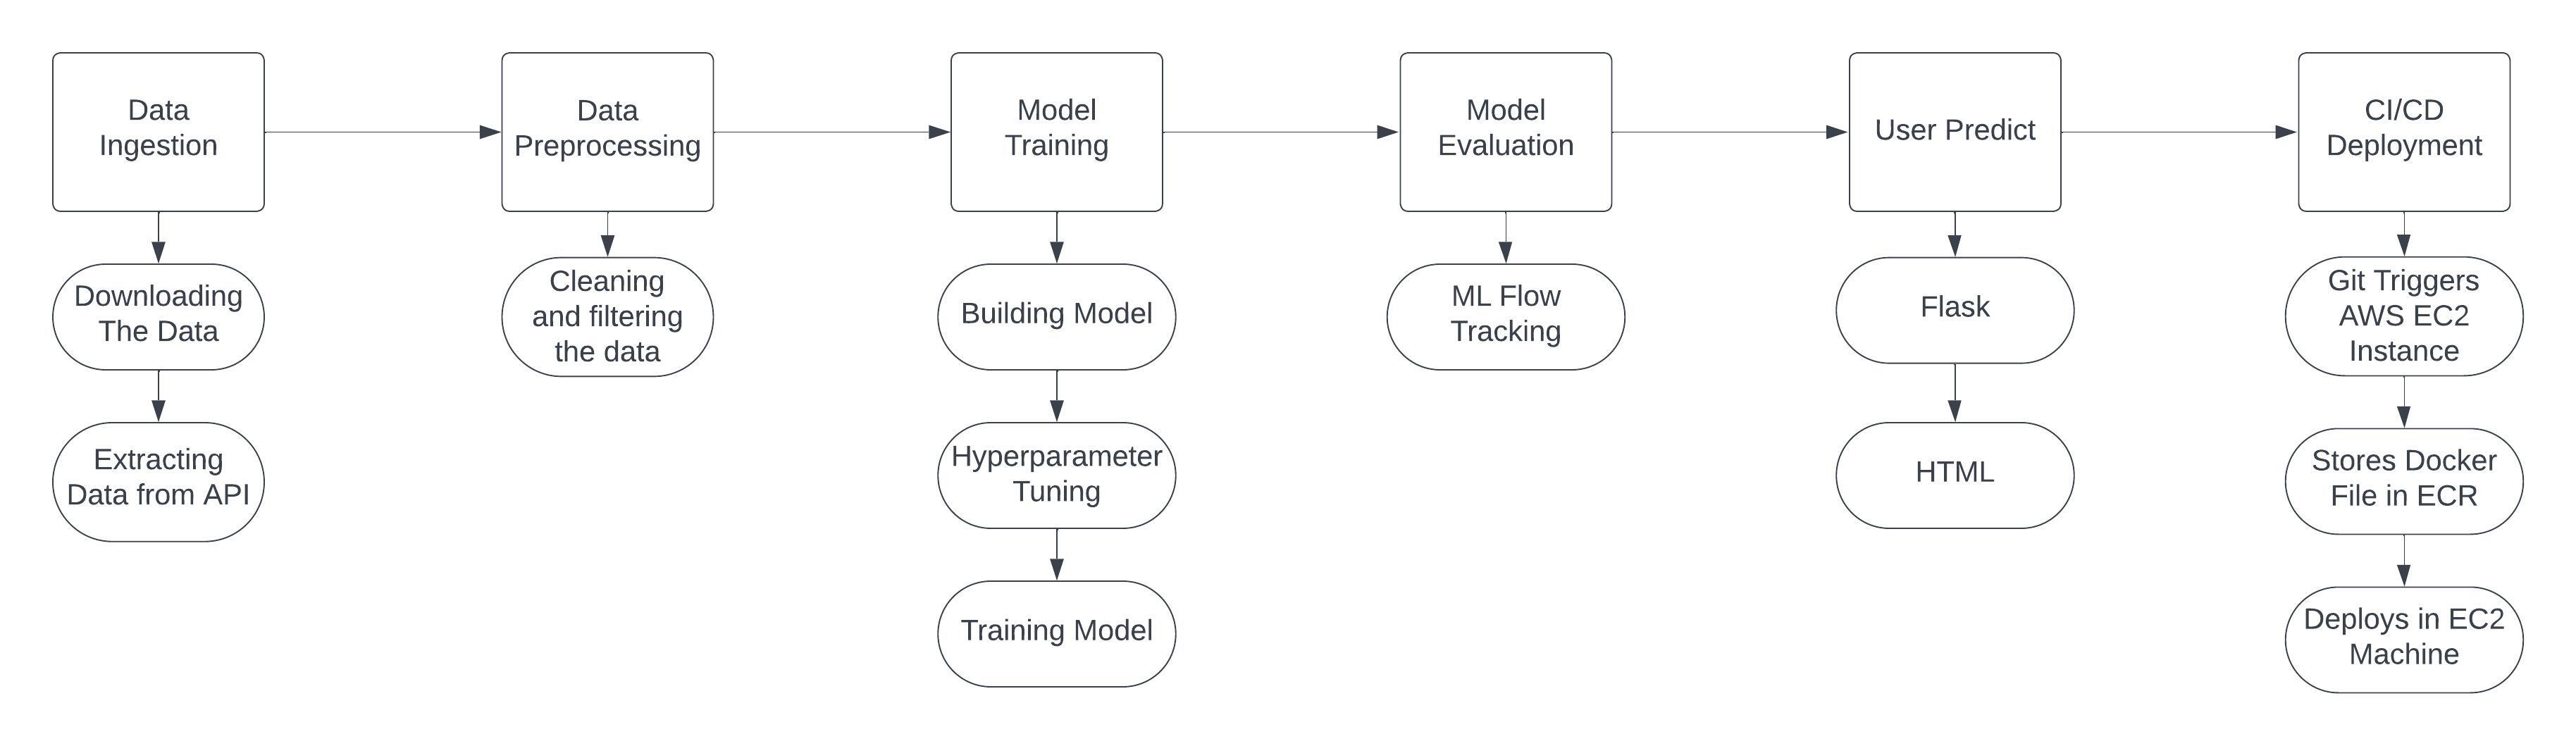 Data
Ingestion
Data
Preprocessing
Model
Training
Model
Evaluation
User Predict
CI/CD
Deployment
Downloading
The Data
Cleaning
and filtering
the data
Building Model
ML Flow
Tracking
Flask
Git Triggers
AWS EC2
Instance
Extracting
Data from API
Hyperparameter
Tuning
HTML
Stores Docker
File in ECR
Training Model
Deploys in EC2
Machine